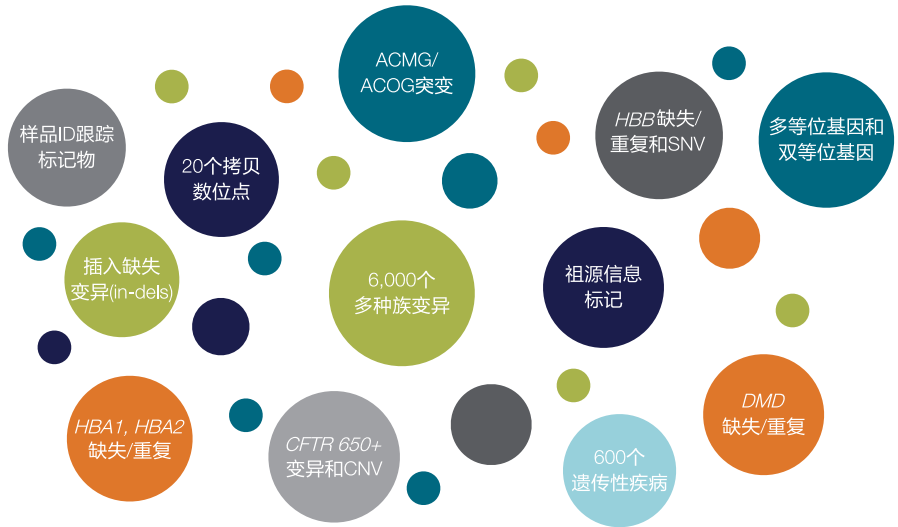 ACMG/
ACOG突变
HBB 缺失/
重复和SNV
多等位基因和
双等位基因
样品ID跟踪
标记物
20个拷贝
数位点
插入缺失
变异(in-dels)
6,000个
多种族变异
祖源信息
标记
HBA1, HBA2
缺失/重复
CFTR 650+
变异和CNV
600个
遗传性疾病
DMD
缺失/重复